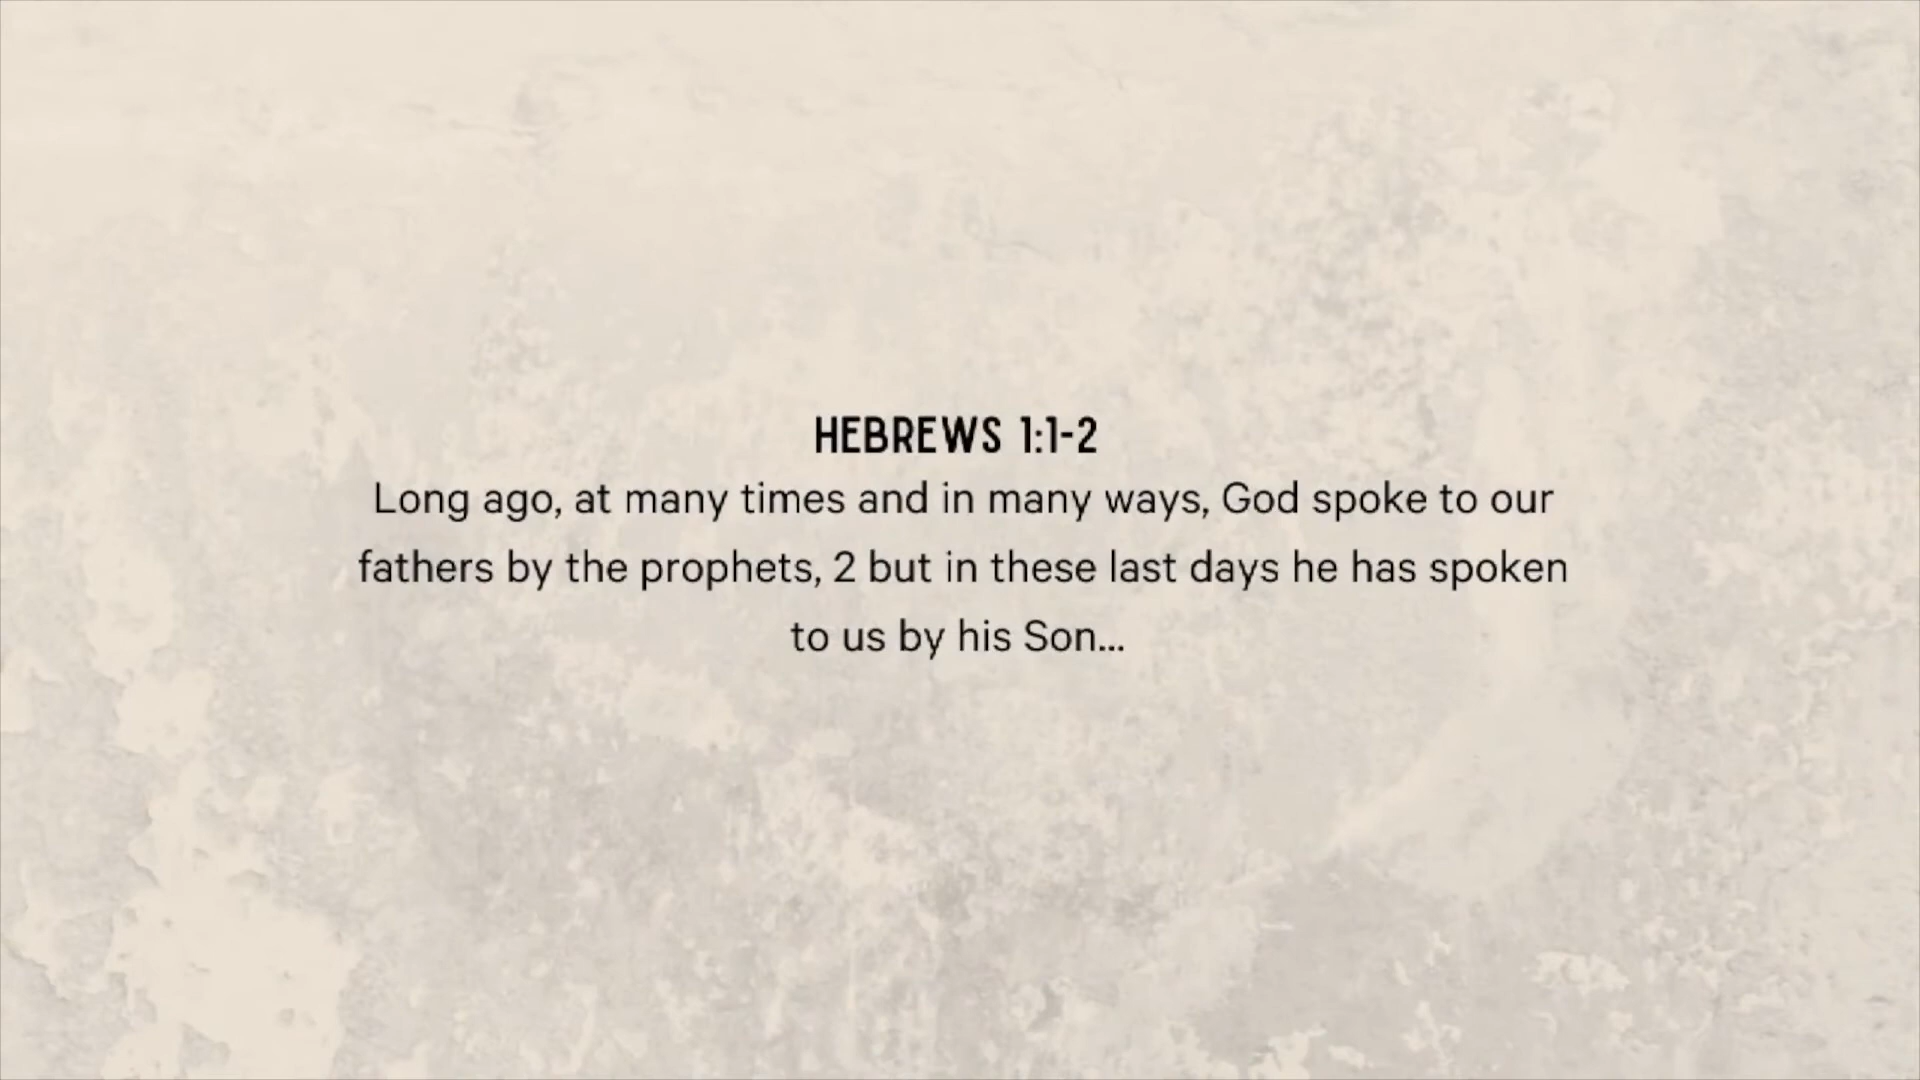 HEBREWS 1:1-2
Long ago, at many times and in many ways, God spoke to our
fathers by the prophets, 2 but in these last days he has spoken
to us by his Son...